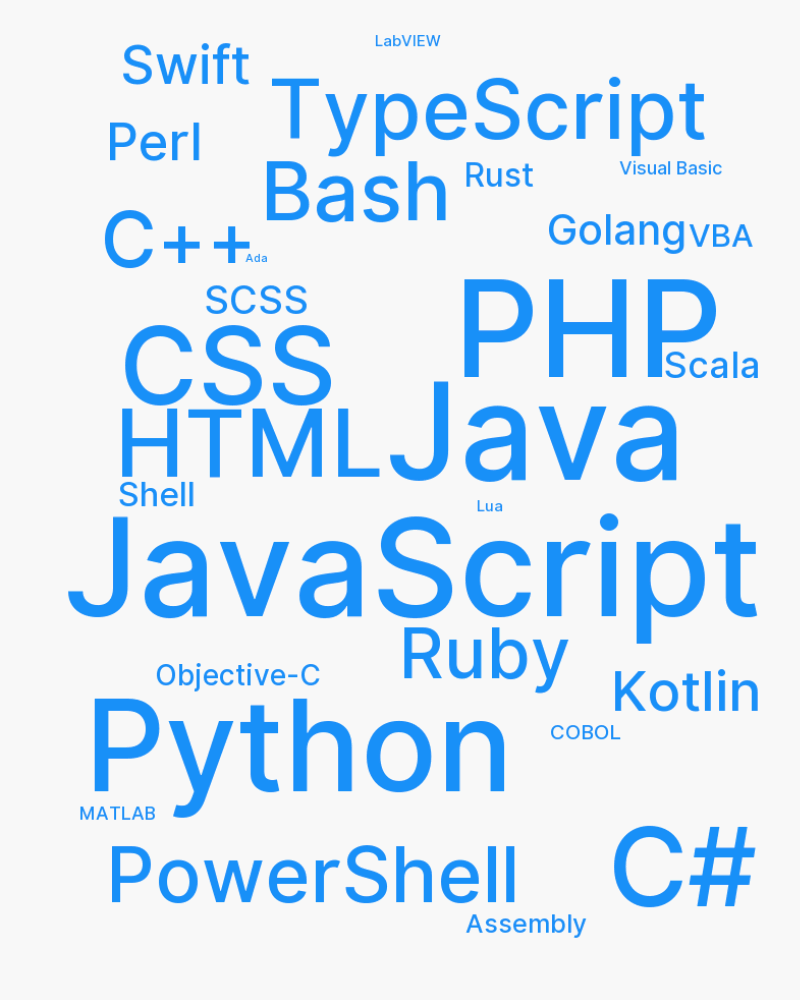 LabVIEW
Swift
TypeScript
Perl
Bash
Rust
Visual Basic
C++
Golang
VBA
Ada
SCSS
PHP
CSS
Scala
HTML
Java
Shell
Lua
JavaScript
Ruby
Objective-C
Kotlin
Python
COBOL
MATLAB
PowerShell
C#
Assembly